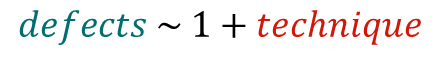 defects ~ 1 + technique